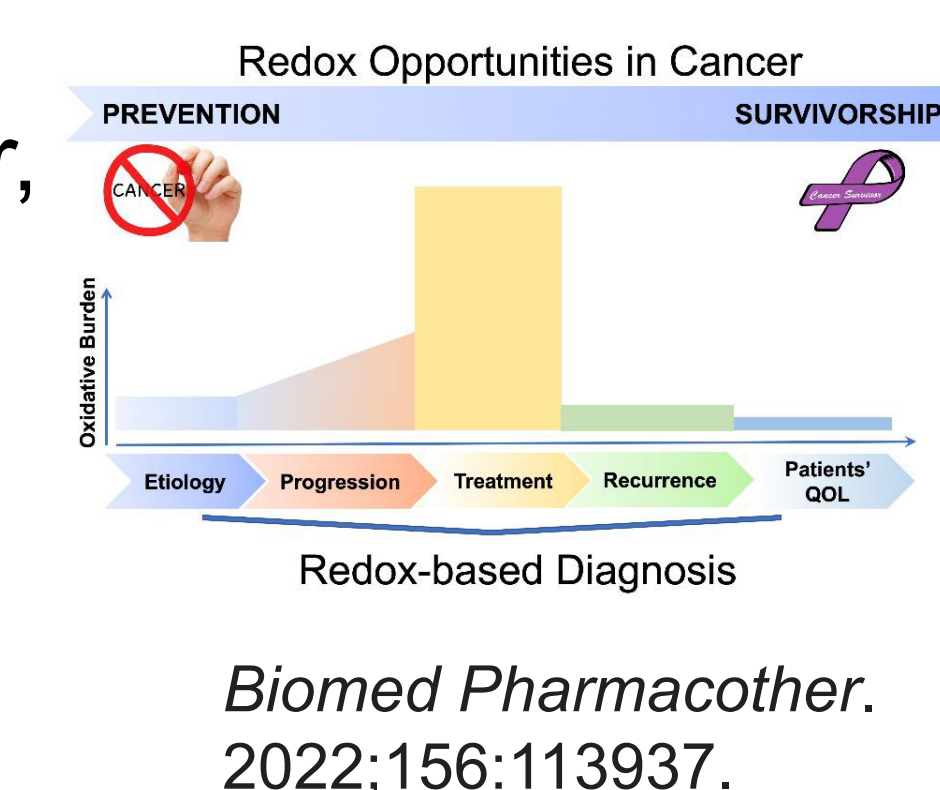 Redox Opportunities in Cancer
PREVENTION
SURVIVORSHIP
r,
CANCER
Cancer Survivor
Oxidative Burden
Etiology
Progression
Treatment
Recurrence
Patients’
QOL
Redox-based Diagnosis
Biomed Pharmacother.
2022;156:113937.